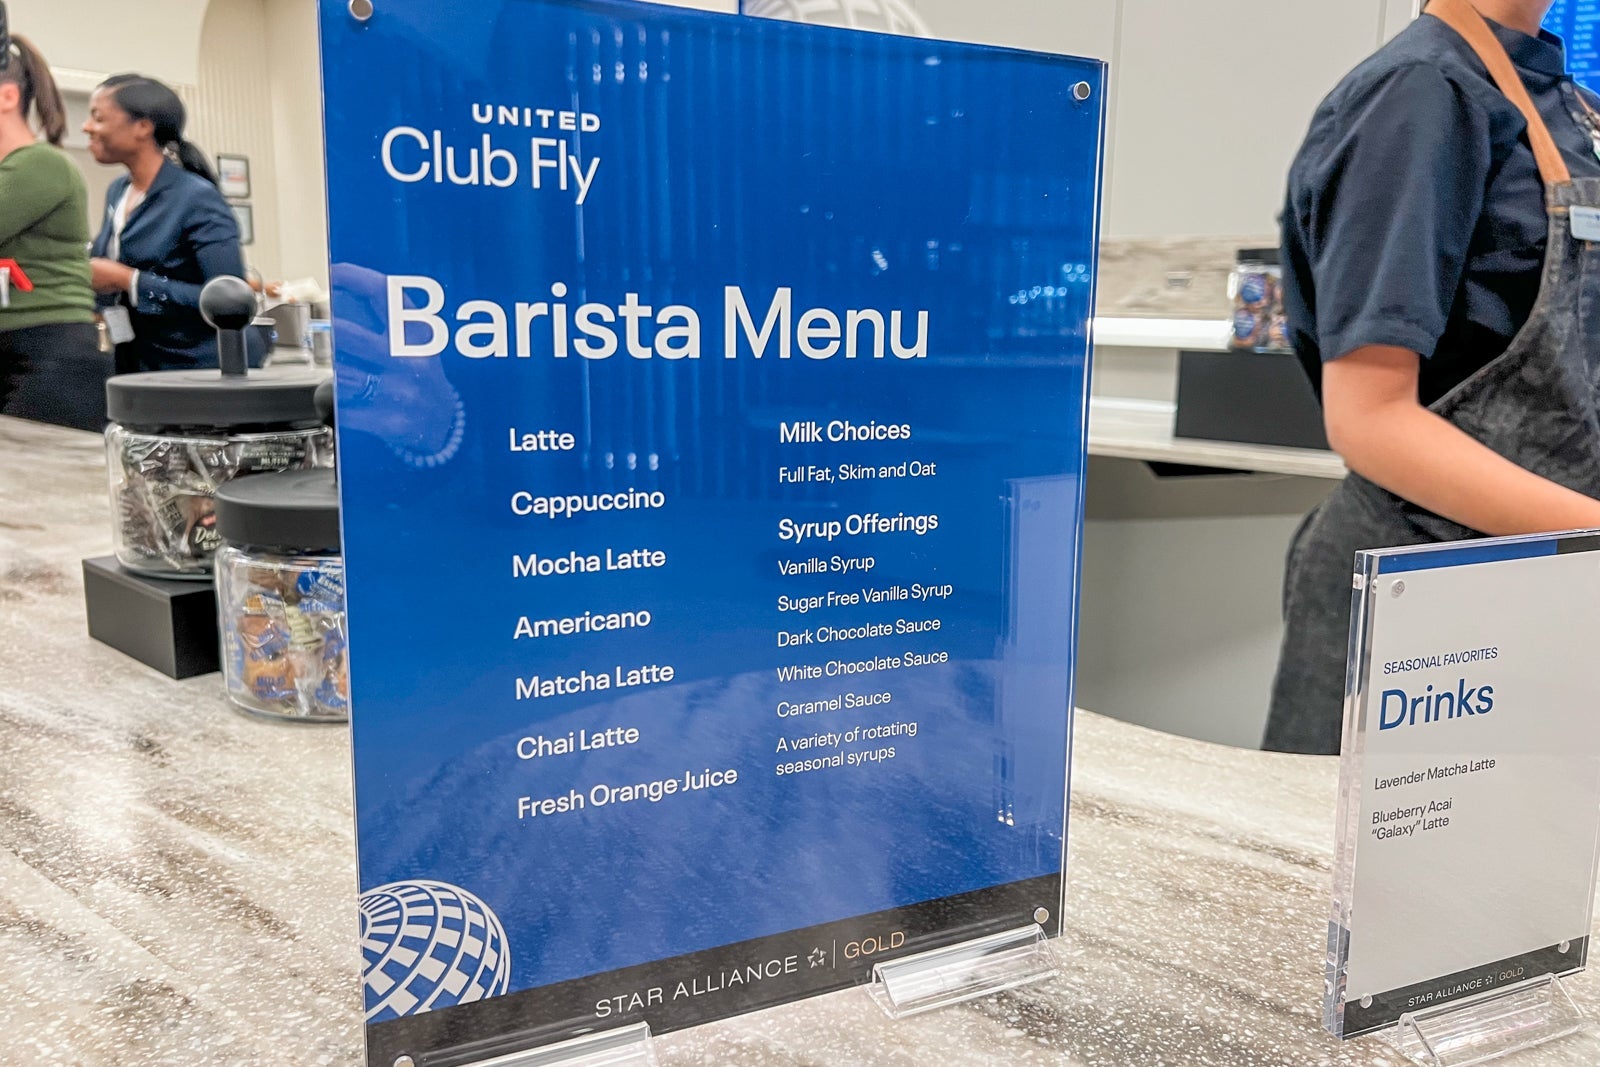 UNITED
Club Fly
Barista Menu
Latte
Cappuccino
Mocha Latte
Americano
Matcha Latte
Chai Latte
Fresh Orange Juice
Milk Choices
Full Fat, Skim and Oat
Syrup Offerings
Vanilla Syrup
Sugar Free Vanilla Syrup
Dark Chocolate Sauce
White Chocolate Sauce
Caramel Sauce
A variety of rotating
seasonal syrups
STAR ALLIANCE GOLD
SEASONAL FAVORITES
Drinks
Lavender Matcha Latte
Blueberry Acai
"Galaxy" Latte
STAR ALLIANCE GOLD